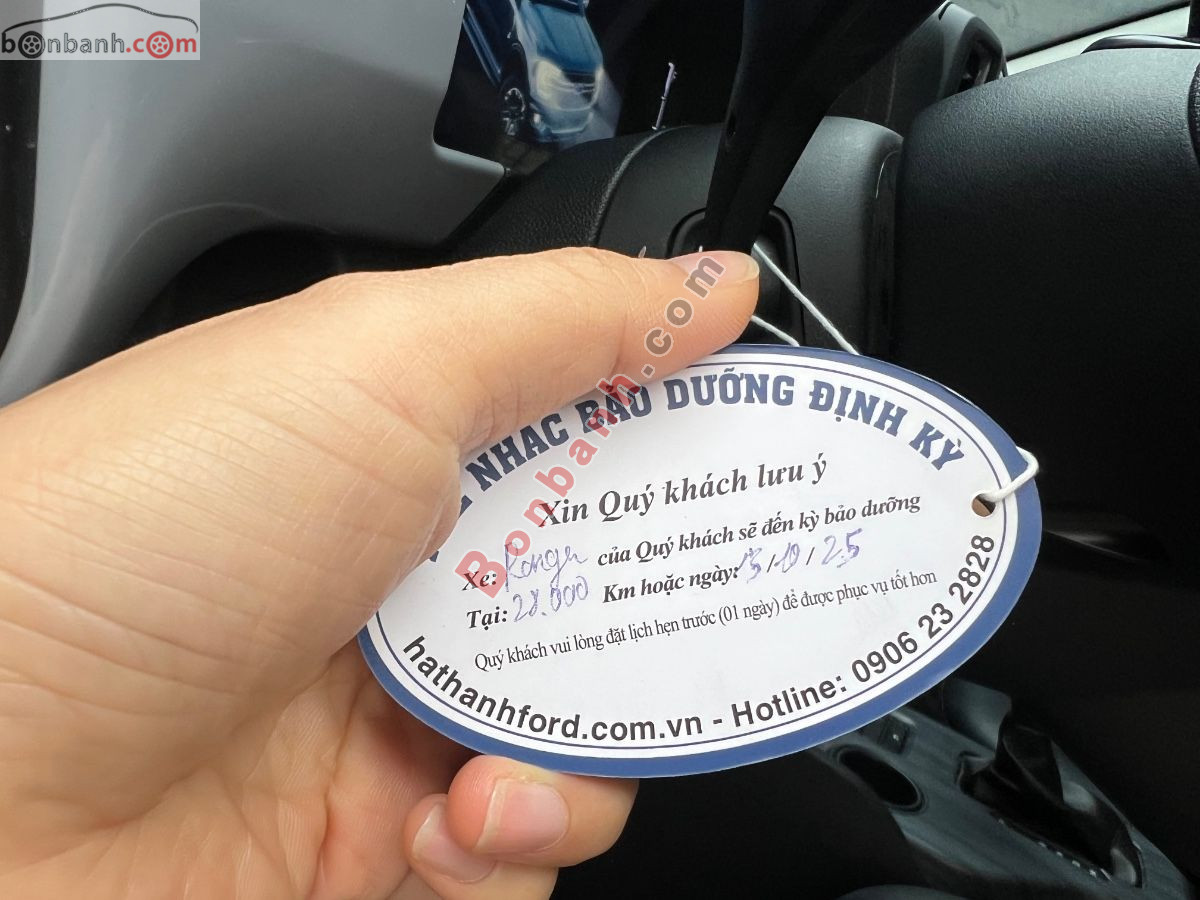 bonbanh.com
NHẮC BẢO DƯỠNG ĐỊNH KỲ
Xin Quý khách lưu ý
Xe: Ranger của Quý khách sẽ đến kỳ bảo dưỡng
Tại: 28.000 Km hoặc ngày: 13/10/25
Quý khách vui lòng đặt lịch hẹn trước (01 ngày) để được phục vụ tốt hơn
hathanhford.com.vn - Hotline: 0906 23 2828
Bonbanh.com